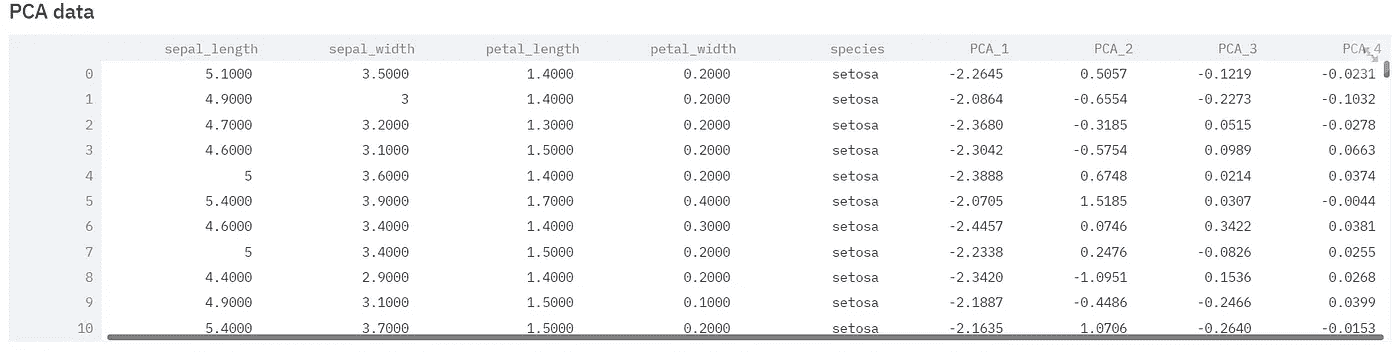 PCA data
sepal_length sepal_width petal_length petal_width species PCA_1 PCA_2 PCA_3 PCA_4
0 5.1000 3.5000 1.4000 0.2000 setosa -2.2645 0.5057 -0.1219 -0.0231
1 4.9000 3 1.4000 0.2000 setosa -2.0864 -0.6554 -0.2273 -0.1032
2 4.7000 3.2000 1.3000 0.2000 setosa -2.3680 -0.3185 0.0515 -0.0278
3 4.6000 3.1000 1.5000 0.2000 setosa -2.3042 -0.5754 0.0989 0.0663
4 5 3.6000 1.4000 0.2000 setosa -2.3888 0.6748 0.0214 0.0374
5 5.4000 3.9000 1.7000 0.4000 setosa -2.0705 1.5185 0.0307 -0.0044
6 4.6000 3.4000 1.4000 0.3000 setosa -2.4457 0.0746 0.3422 0.0381
7 5 3.4000 1.5000 0.2000 setosa -2.2338 0.2476 -0.0826 0.0255
8 4.4000 2.9000 1.4000 0.2000 setosa -2.3420 -1.0951 0.1536 0.0268
9 4.9000 3.1000 1.5000 0.1000 setosa -2.1887 -0.4486 -0.2466 0.0399
10 5.4000 3.7000 1.5000 0.2000 setosa -2.1635 1.0706 -0.2640 -0.0153